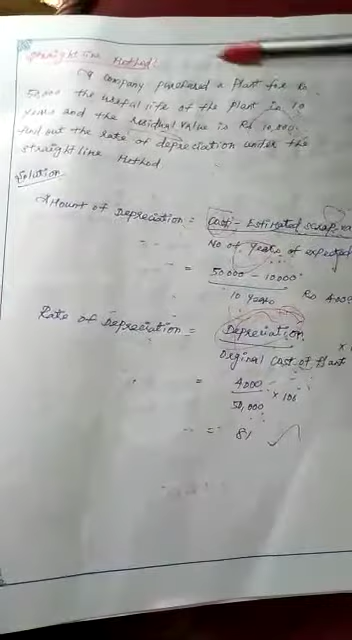 Straight line Method:
A company purchased a Plant for Rs.
50,000 the useful life of the Plant is 10
years and the residual value is Rs. 10,000.
find out the rate of depreciation under the
straight line Method
Solution
Amount of Depreciation = Cost - Estimated scrap va
No of years of expected
= 50,000 - 10000
10 years Rs 4000
Rate of Depreciation = Depreciation × 1
Original Cost of Plant
= 4000 × 100
50,000
= 8%